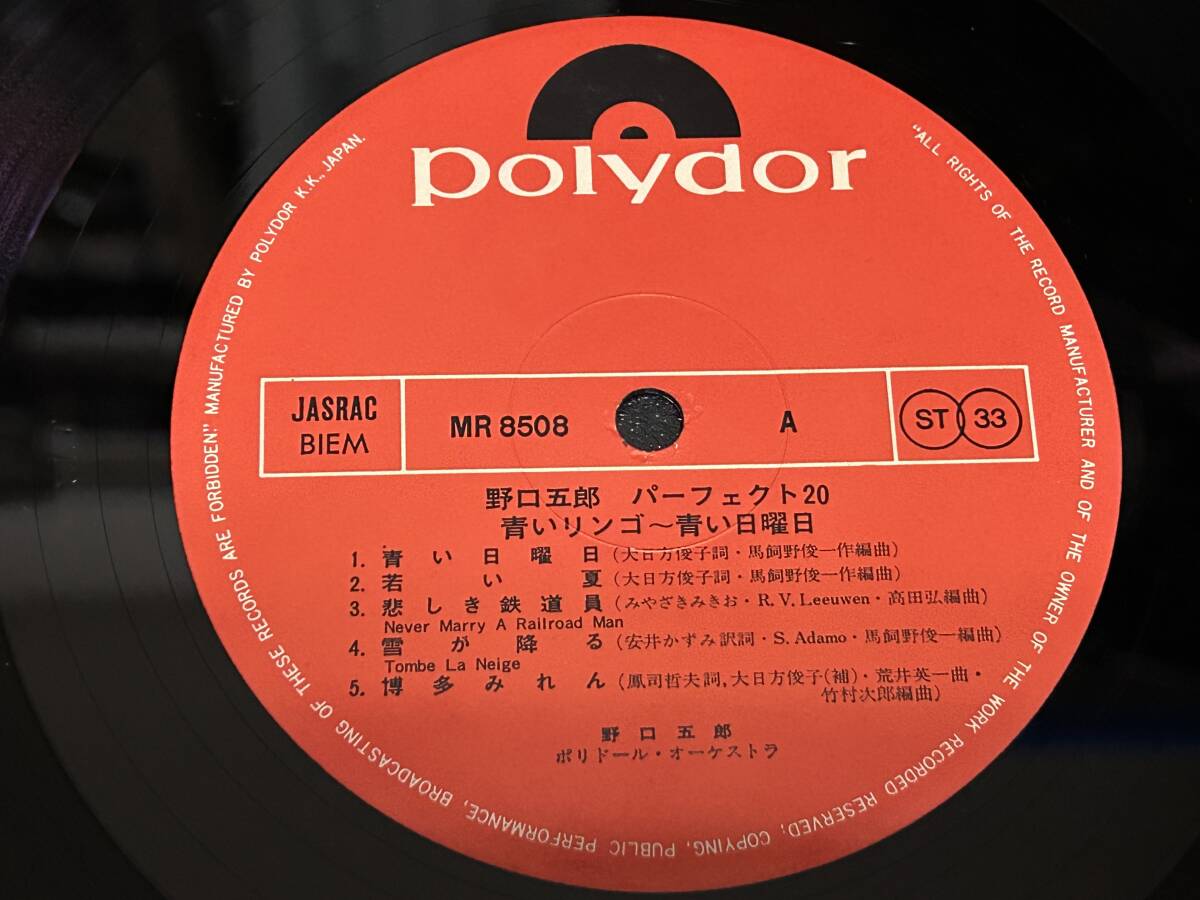 polydor
"ALL RIGHTS OF THE RECORD MANUFACTURER AND OF THE OWNER OF THE WORK RECORDED RESERVED, COPYING, PUBLIC PERFORMANCE, BROADCASTING OF THESE RECORDS ARE FORBIDDEN." MANUFACTURED BY POLYDOR K.K., JAPAN.
JASRAC
BIEM
MR 8508
A
ST 33
野口五郎 パーフェクト20
青いリンゴ~青い日曜日
1. 青い日曜日 (大日方俊子詞・馬飼野俊一作編曲)
2. 若い夏 (大日方俊子詞・馬飼野俊一作編曲)
3. 悲しき鉄道員 (みやざきみきお・R.V.Leeuwen・高田弘編曲)
Never Marry A Railroad Man
4. 雪が降る (安井かずみ訳詞・S.Adamo・馬飼野俊一編曲)
Tombe La Neige
5. 博多みれん (鳳司哲夫詞,大日方俊子(補)・荒井英一曲・
竹村次郎編曲)
野口五郎
ポリドール・オーケストラ